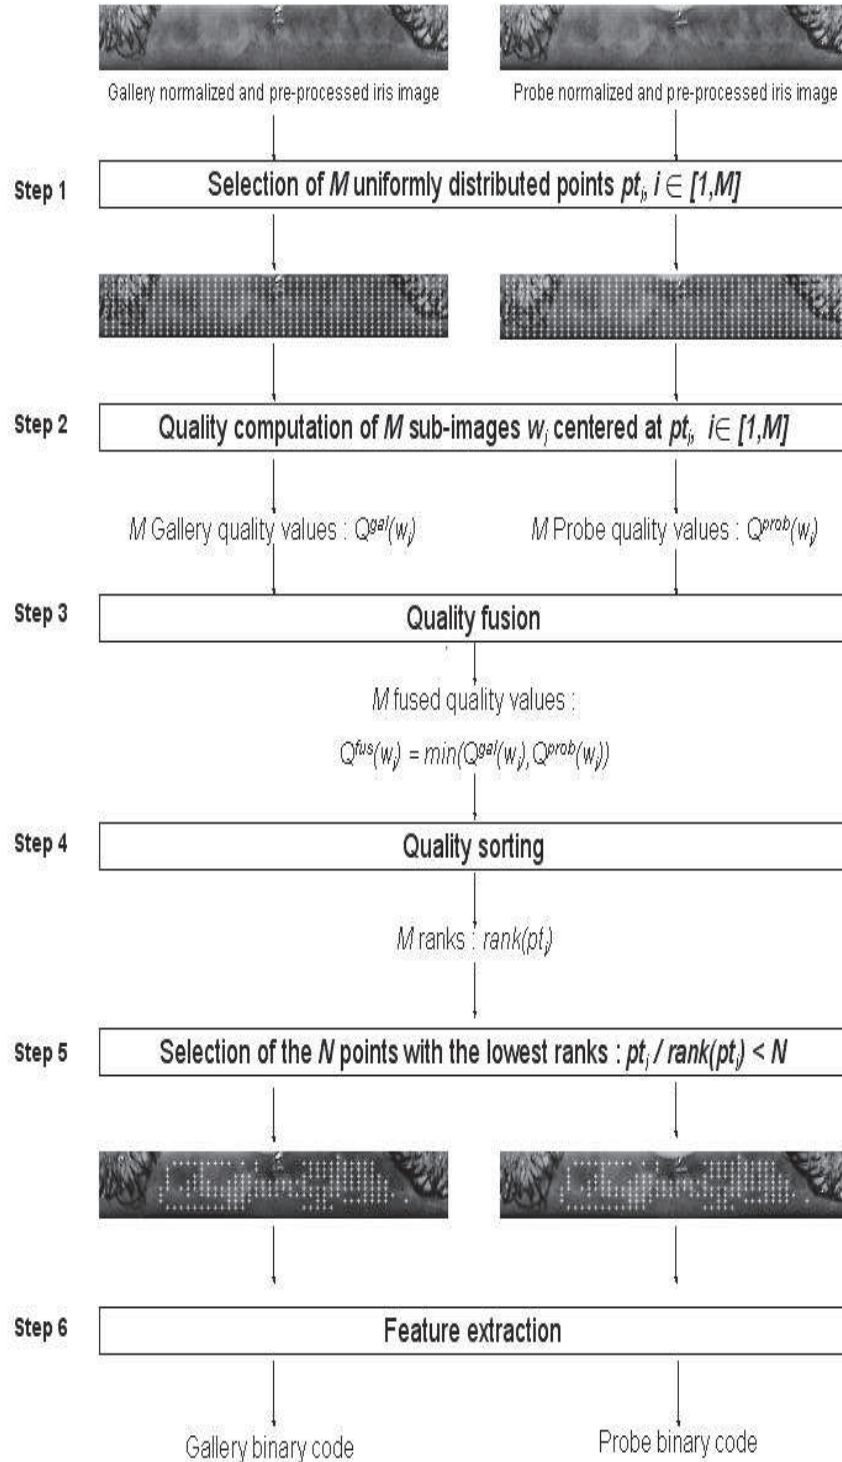 Gallery normalized and pre-processed iris image
Probe normalized and pre-processed iris image
Step 1
Selection of M uniformly distributed points ptᵢ, i ∈ [1,M]
Step 2
Quality computation of M sub-images wᵢ centered at ptᵢ, i ∈ [1,M]
M Gallery quality values : Qᵍᵃˡ(wᵢ)
M Probe quality values : Qᵖʳᵒᵇ(wᵢ)
Step 3
Quality fusion
M fused quality values :
Qᶠᵘˢ(wᵢ) = min(Qᵍᵃˡ(wᵢ),Qᵖʳᵒᵇ(wᵢ))
Step 4
Quality sorting
M ranks : rank(ptᵢ)
Step 5
Selection of the N points with the lowest ranks : ptᵢ / rank(ptᵢ) < N
Step 6
Feature extraction
Gallery binary code
Probe binary code